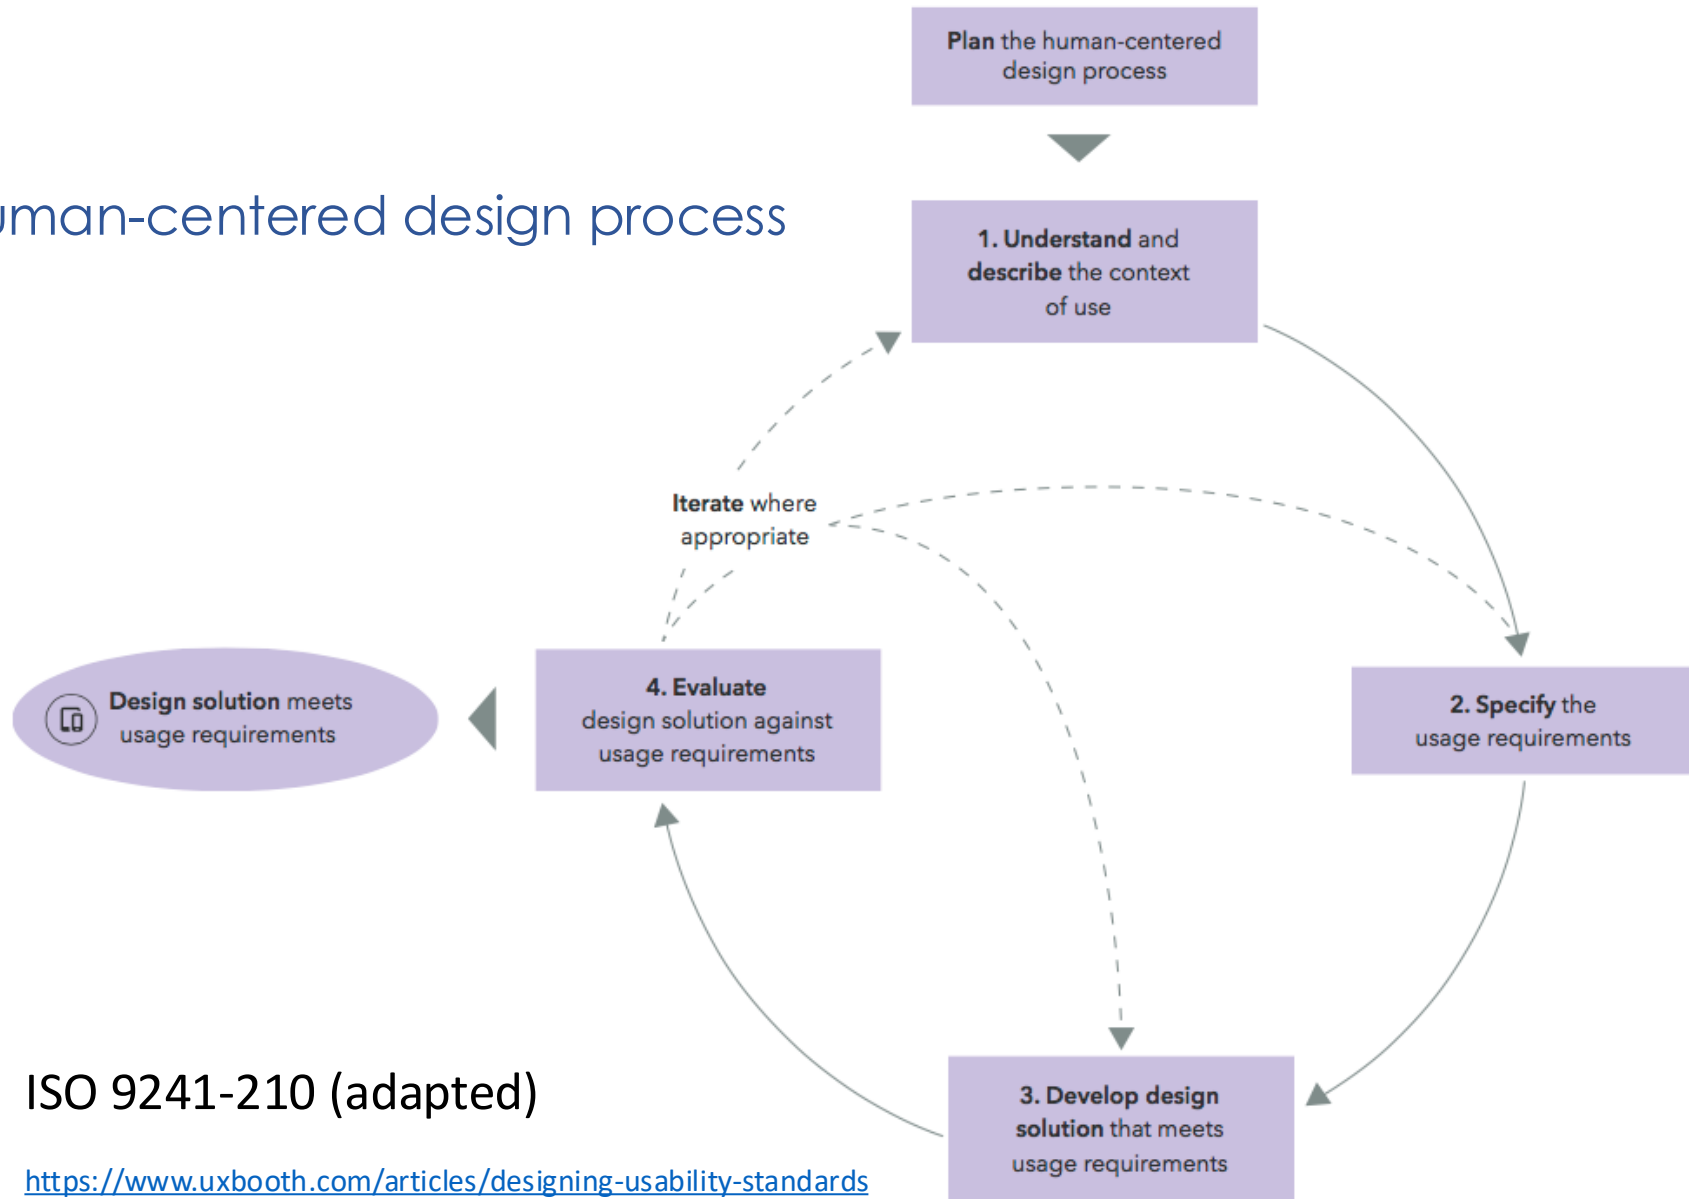 Plan the human-centered
design process
uman-centered design process
1. Understand and
describe the context
of use
Iterate where
appropriate
Design solution meets
usage requirements
4. Evaluate
design solution against
usage requirements
2. Specify the
usage requirements
3. Develop design
solution that meets
usage requirements
ISO 9241-210 (adapted)
https://www.uxbooth.com/articles/designing-usability-standards